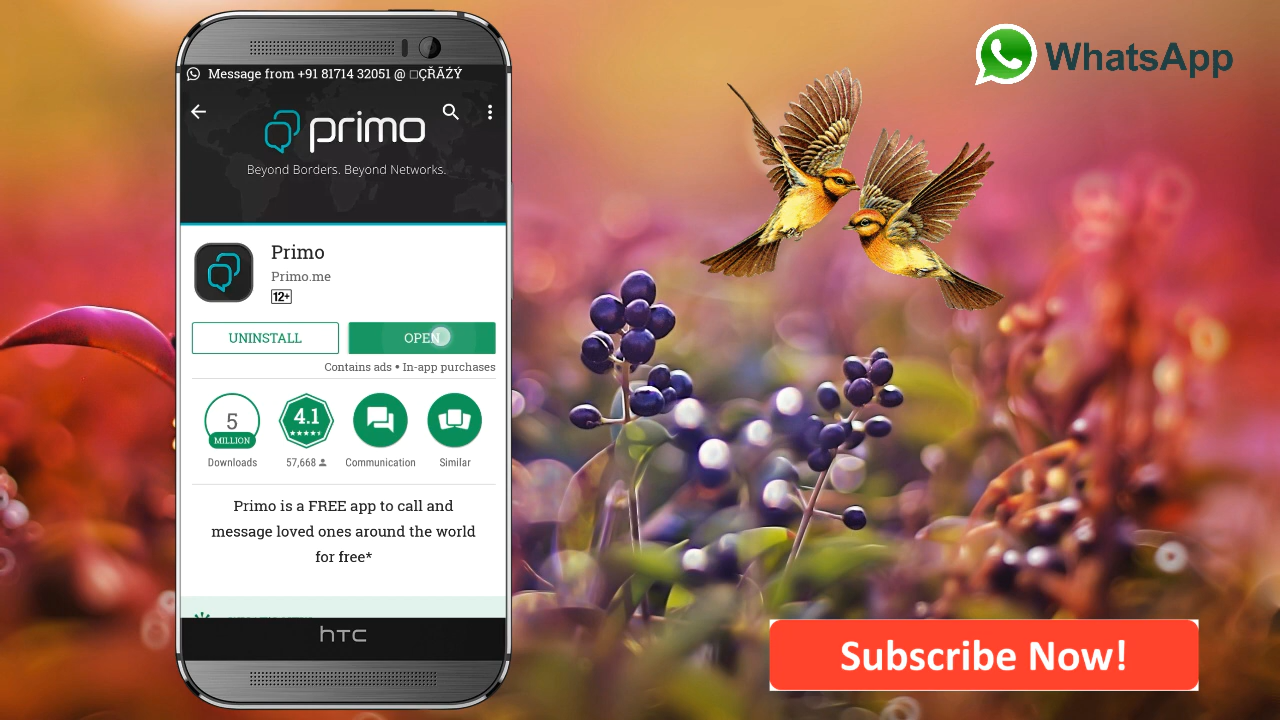 Message from +91 81714 32051 @ □ÇŘÃŹÝ
primo
Beyond Borders. Beyond Networks.
Primo
Primo.me
12+
UNINSTALL
OPEN
Contains ads • In-app purchases
5
MILLION
4.1
Downloads
57,668
Communication
Similar
Primo is a FREE app to call and
message loved ones around the world
for free*
hTC
WhatsApp
Subscribe Now!